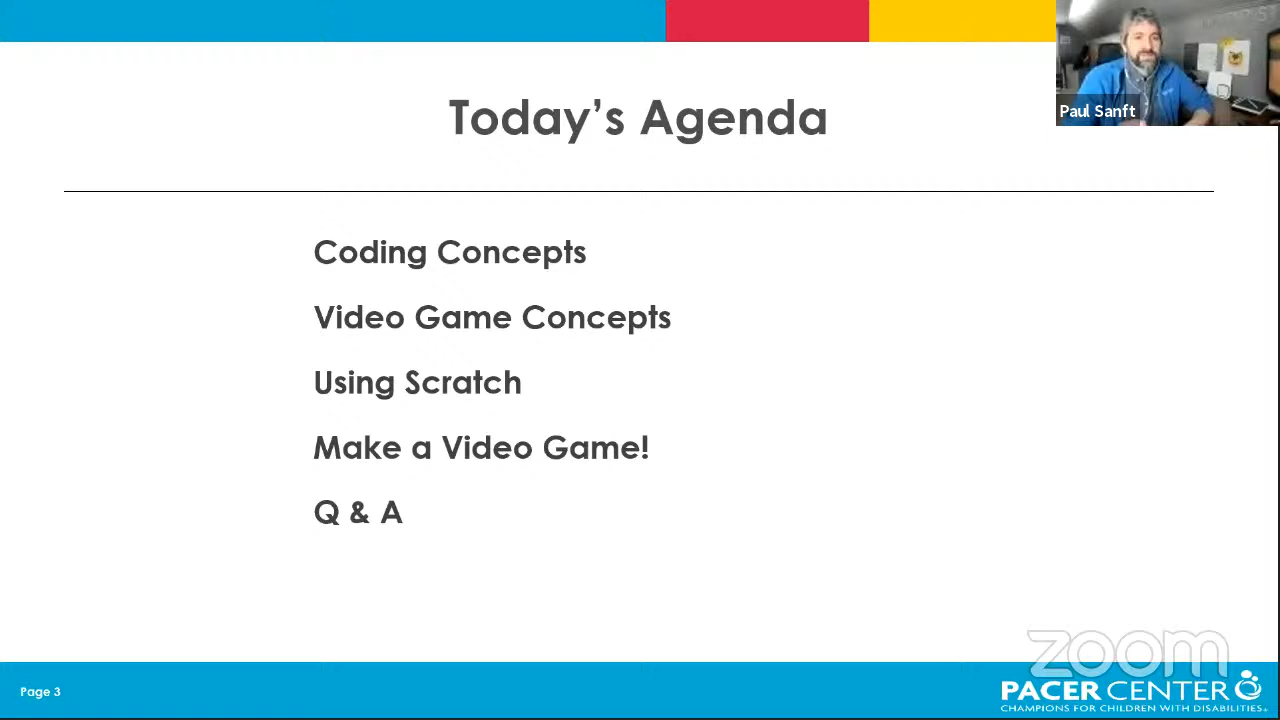 Today's Agenda
Paul Sanft
Coding Concepts
Video Game Concepts
Using Scratch
Make a Video Game!
Q & A
zoom
Page 3
PACER CENTER
CHAMPIONS FOR CHILDREN WITH DISABILITIES®